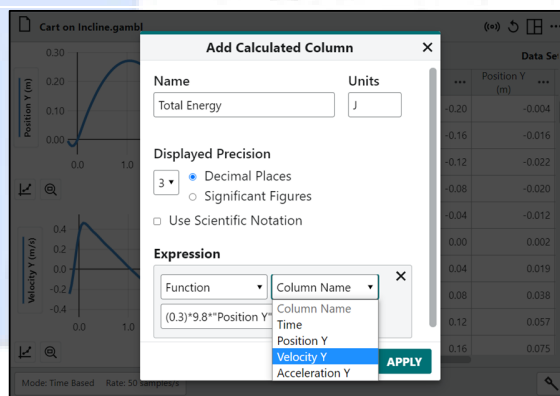 Cart on Incline.gambl
Data Se
Add Calculated Column ×
Name Units
Total Energy J
Displayed Precision
3 Decimal Places
Significant Figures
Use Scientific Notation
Expression
Function Column Name
(0.3)*9.8*"Position Y"
Column Name
Time
Position Y
Velocity Y
Acceleration Y
APPLY
Position Y (m)
0.30
0.20
0.10
0.00
0.0 1.0
Velocity Y (m/s)
0.4
0.2
0.0
-0.2
-0.4
0.0 1.0
Position Y
(m)
-0.20 -0.004
-0.16 -0.016
-0.12 -0.022
-0.08 -0.020
-0.04 -0.012
0.00 0.002
0.04 0.019
0.08 0.038
0.12 0.057
0.16 0.075
Mode: Time Based Rate: 50 samples/s